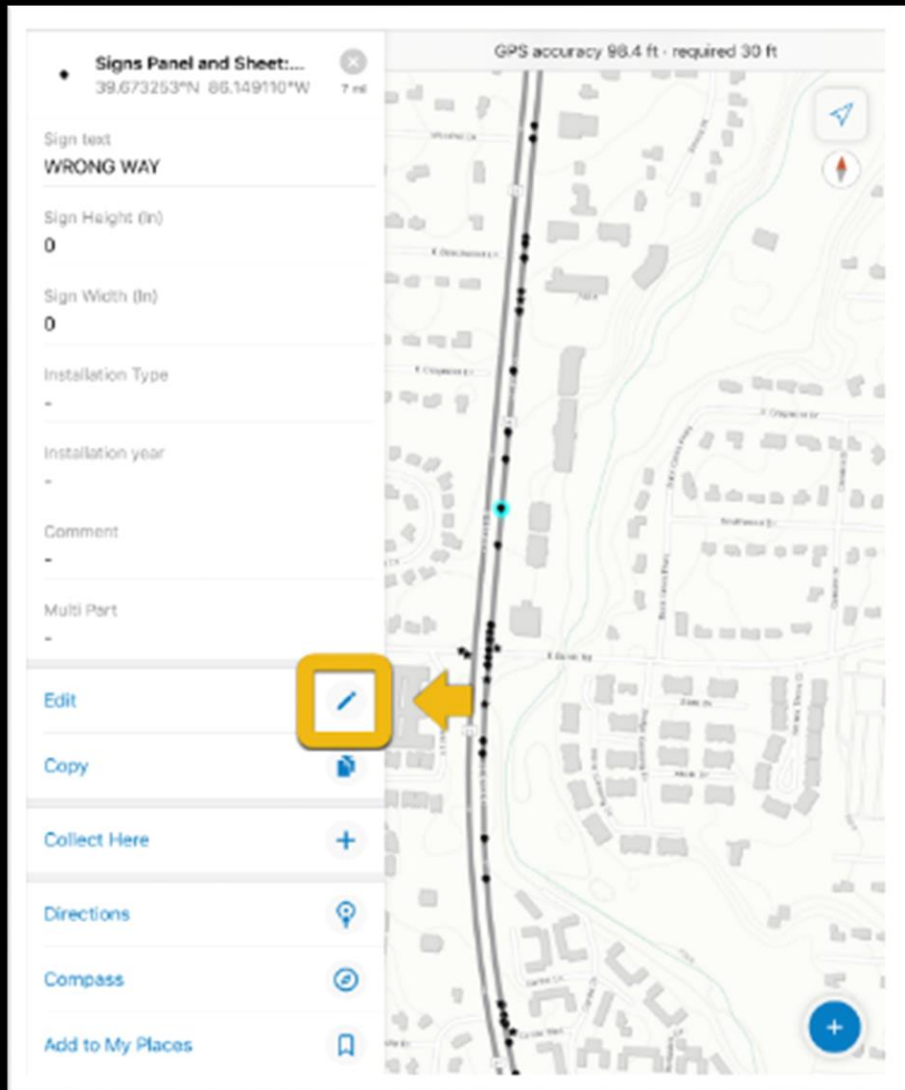 Signs Panel and Sheet:...
39.673253°N 86.149110°W
7 mi
Sign text
WRONG WAY
Sign Height (In)
0
Sign Width (In)
0
Installation Type
-
Installation year
-
Comment
-
Multi Part
-
Edit
Copy
Collect Here
Directions
Compass
Add to My Places
GPS accuracy 98.4 ft - required 30 ft